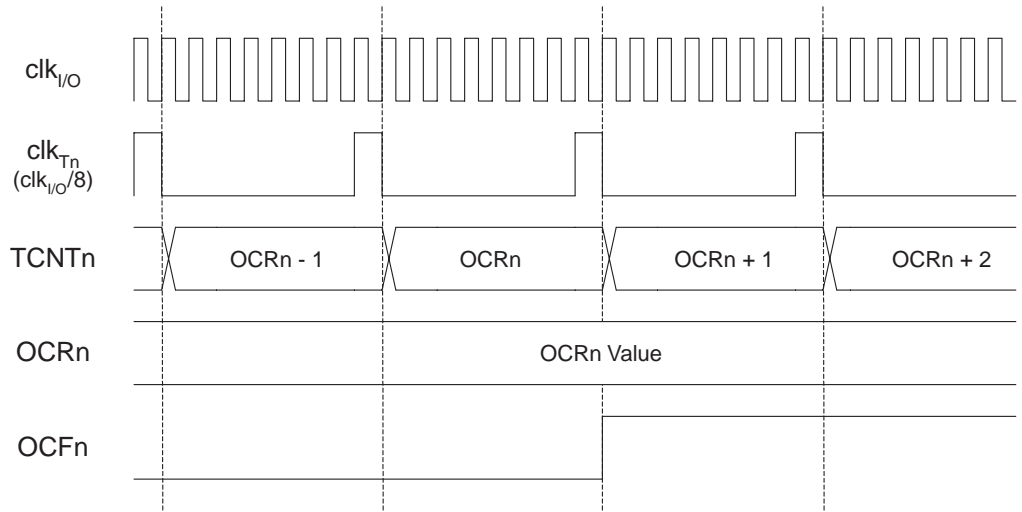 clkI/O
clkTn
(clkI/O/8)
TCNTn
OCRn - 1
OCRn
OCRn + 1
OCRn + 2
OCRn
OCRn Value
OCFn